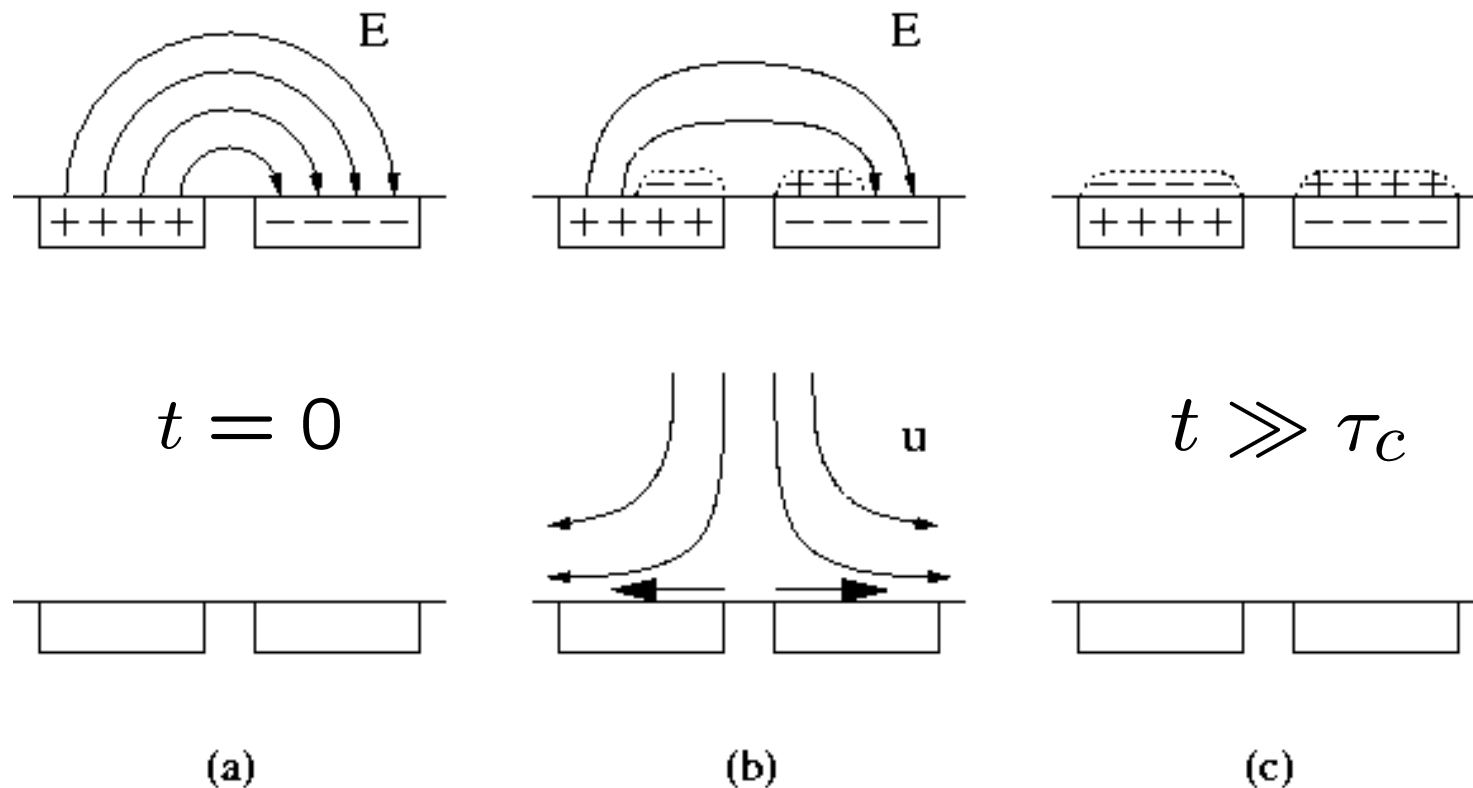 E
E
+ + + +
− − − −
− −
+ +
+ + + +
− − − −
− − − −
+ + + +
+ + + +
− − − −
t = 0
u
t ≫ τc
(a)
(b)
(c)